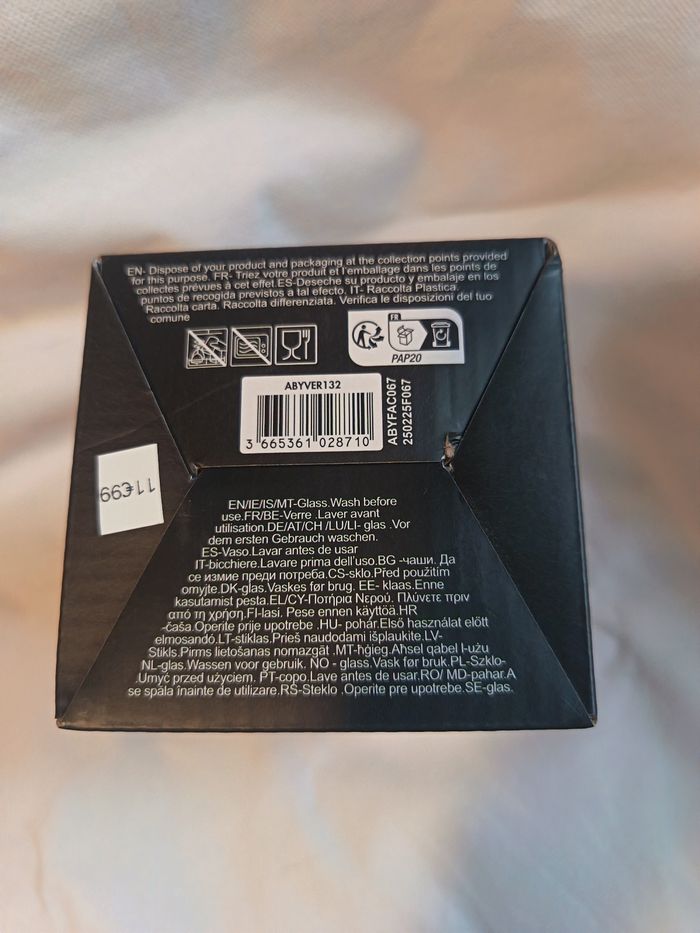 EN- Dispose of your product and packaging at the collection points provided
for this purpose. FR- Triez votre produit et l'emballage dans les points de
collectes prévues à cet effet.ES-Deseche su producto y embalaje en los
puntos de recogida previstos a tal efecto. IT- Raccolta Plastica.
Raccolta carta. Raccolta differenziata. Verifica le disposizioni del tuo
comune
FR
PAP20
ABYVER132
3 665361 028710
ABYFAC067
250225F067
11€99
EN/IE/IS/MT-Glass.Wash before
use.FR/BE-Verre .Laver avant
utilisation.DE/AT/CH /LU/LI- glas .Vor
dem ersten Gebrauch waschen.
ES-Vaso.Lavar antes de usar
IT-bicchiere.Lavare prima dell'uso.BG -чаши. Да
се измие преди потреба.CS-sklo.Před použitím
omyjte.DK-glas.Vaskes før brug. EE- klaas.Enne
kasutamist pesta.EL/CY-Ποτήρια Νερού. Πλύνετε πριν
από τη χρήση.FI-lasi. Pese ennen käyttöä.HR
-čaša.Operite prije upotrebe .HU- pohár.Első használat előtt
elmosandó.LT-stiklas.Prieš naudodami išplaukite.LV-
Stikls.Pirms lietošanas nomazgāt .MT-ħġieg.Aħsel qabel l-użu
NL-glas.Wassen voor gebruik. NO - glass.Vask før bruk.PL-Szkło-
.Umyć przed użyciem. PT-copo.Lave antes de usar.RO/ MD-pahar.A
se spăla înainte de utilizare.RS-Steklo .Operite pre upotrebe.SE-glas.